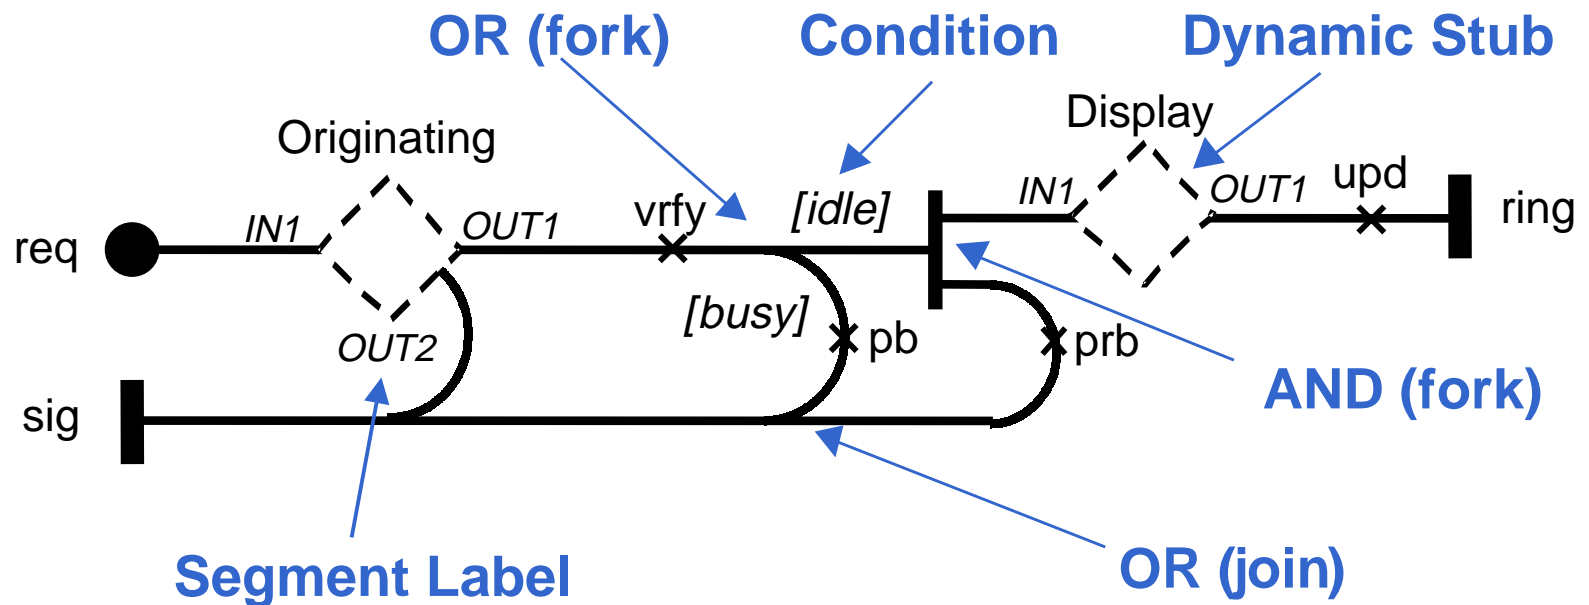 OR (fork)
Condition
Dynamic Stub
Display
Originating
IN1
OUT1
upd
ring
req
IN1
OUT1
vrfy
[idle]
[busy]
pb
prb
OUT2
AND (fork)
sig
OR (join)
Segment Label